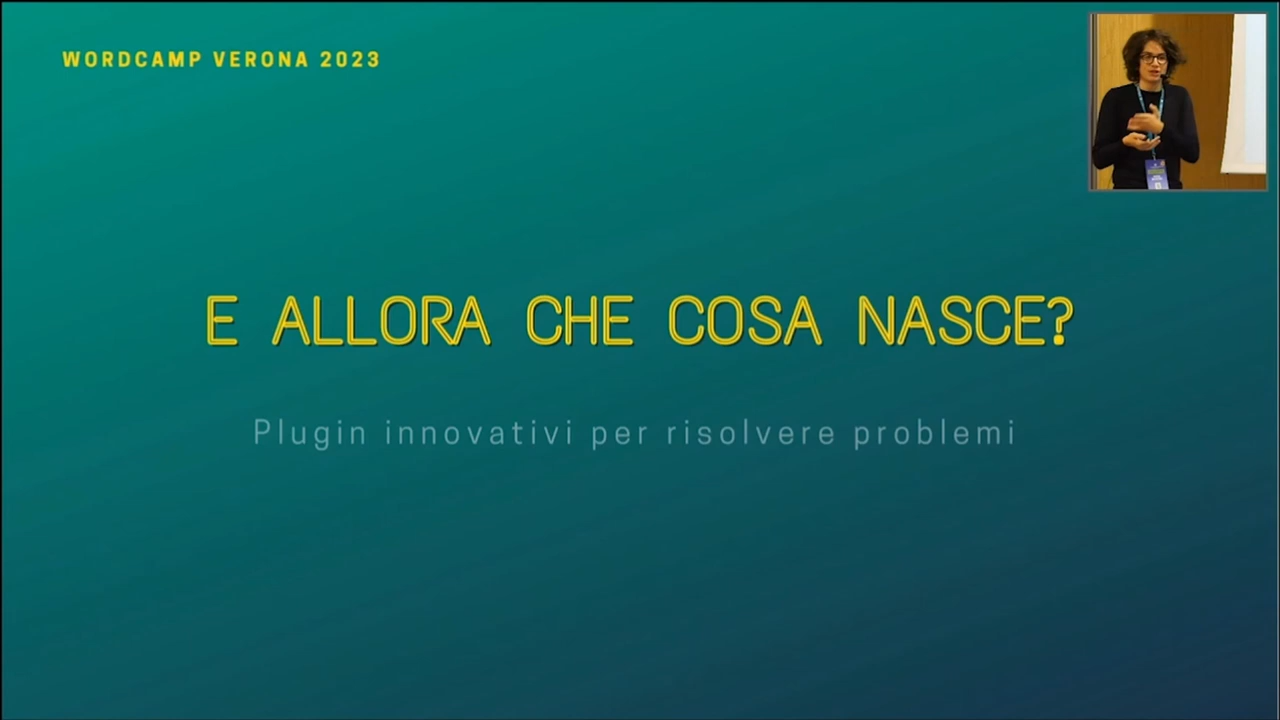 WORDCAMP VERONA 2023
E ALLORA CHE COSA NASCE?
Plugin innovativi per risolvere problemi